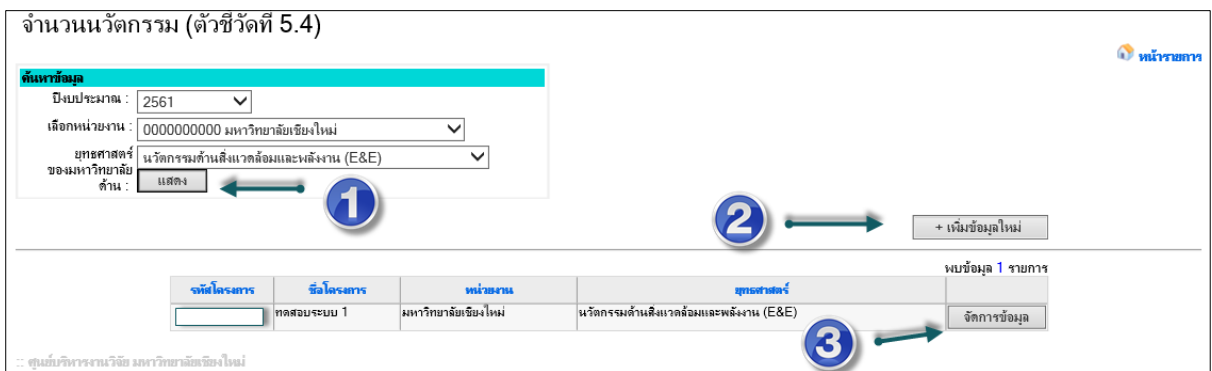 จำนวนนวัตกรรม (ตัวชี้วัดที่ 5.4)
หน้ารายการ
ค้นหาข้อมูล
ปีงบประมาณ : 2561
เลือกหน่วยงาน : 0000000000 มหาวิทยาลัยเชียงใหม่
ยุทธศาสตร์ของมหาวิทยาลัยด้าน : นวัตกรรมด้านสิ่งแวดล้อมและพลังงาน (E&E)
แสดง
1
2
+ เพิ่มข้อมูลใหม่
พบข้อมูล 1 รายการ
รหัสโครงการ ชื่อโครงการ หน่วยงาน ยุทธศาสตร์
ทดสอบระบบ 1 มหาวิทยาลัยเชียงใหม่ นวัตกรรมด้านสิ่งแวดล้อมและพลังงาน (E&E) จัดการข้อมูล
3
:: ศูนย์บริหารงานวิจัย มหาวิทยาลัยเชียงใหม่